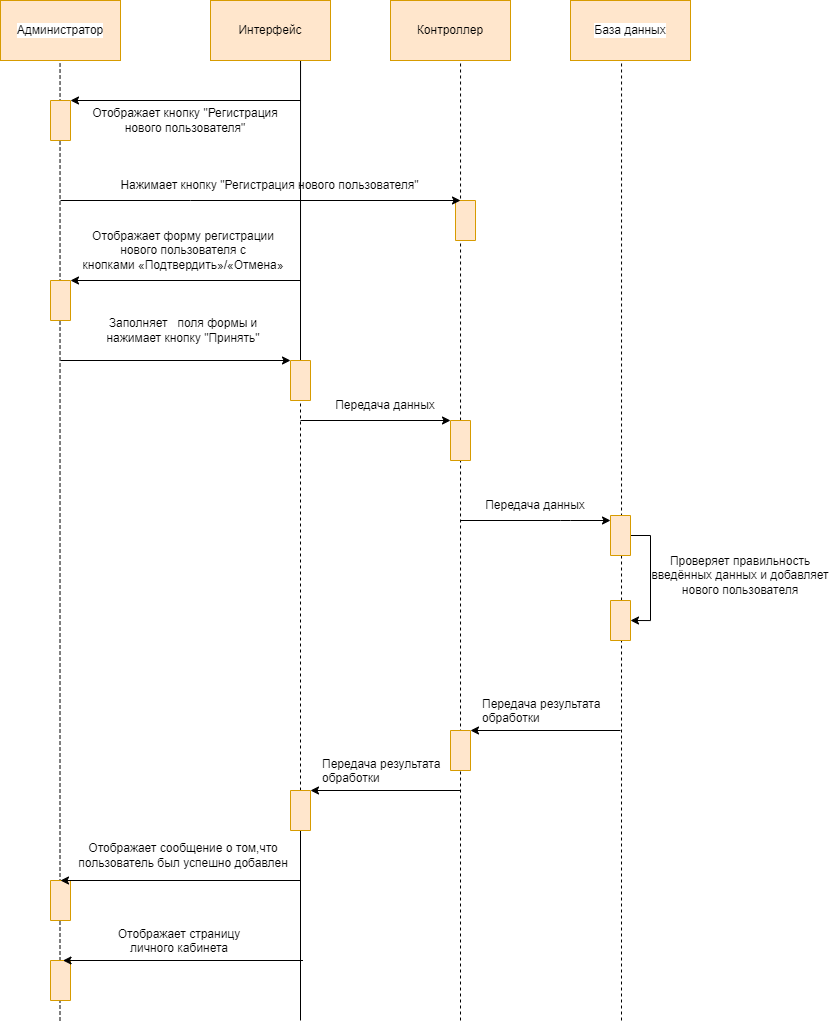 Администратор
Интерфейс
Контроллер
База данных
Отображает кнопку "Регистрация
нового пользователя"
Нажимает кнопку "Регистрация нового пользователя"
Отображает форму регистрации
нового пользователя с
кнопками «Подтвердить»/«Отмена»
Заполняет поля формы и
нажимает кнопку "Принять"
Передача данных
Передача данных
Проверяет правильность
введённых данных и добавляет
нового пользователя
Передача результата
обработки
Передача результата
обработки
Отображает сообщение о том,что
пользователь был успешно добавлен
Отображает страницу
личного кабинета